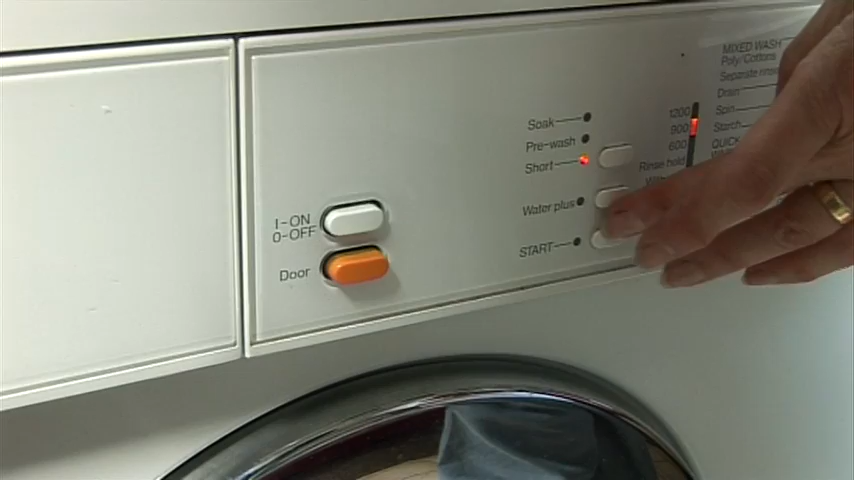 I-ON
0-OFF
Door
Soak
Pre-wash
Short
Water plus
START
1200
900
600
Rinse hold
MIXED WASH
Poly/Cottons
Separate rinse
Drain
Spin
Starch
QUICK